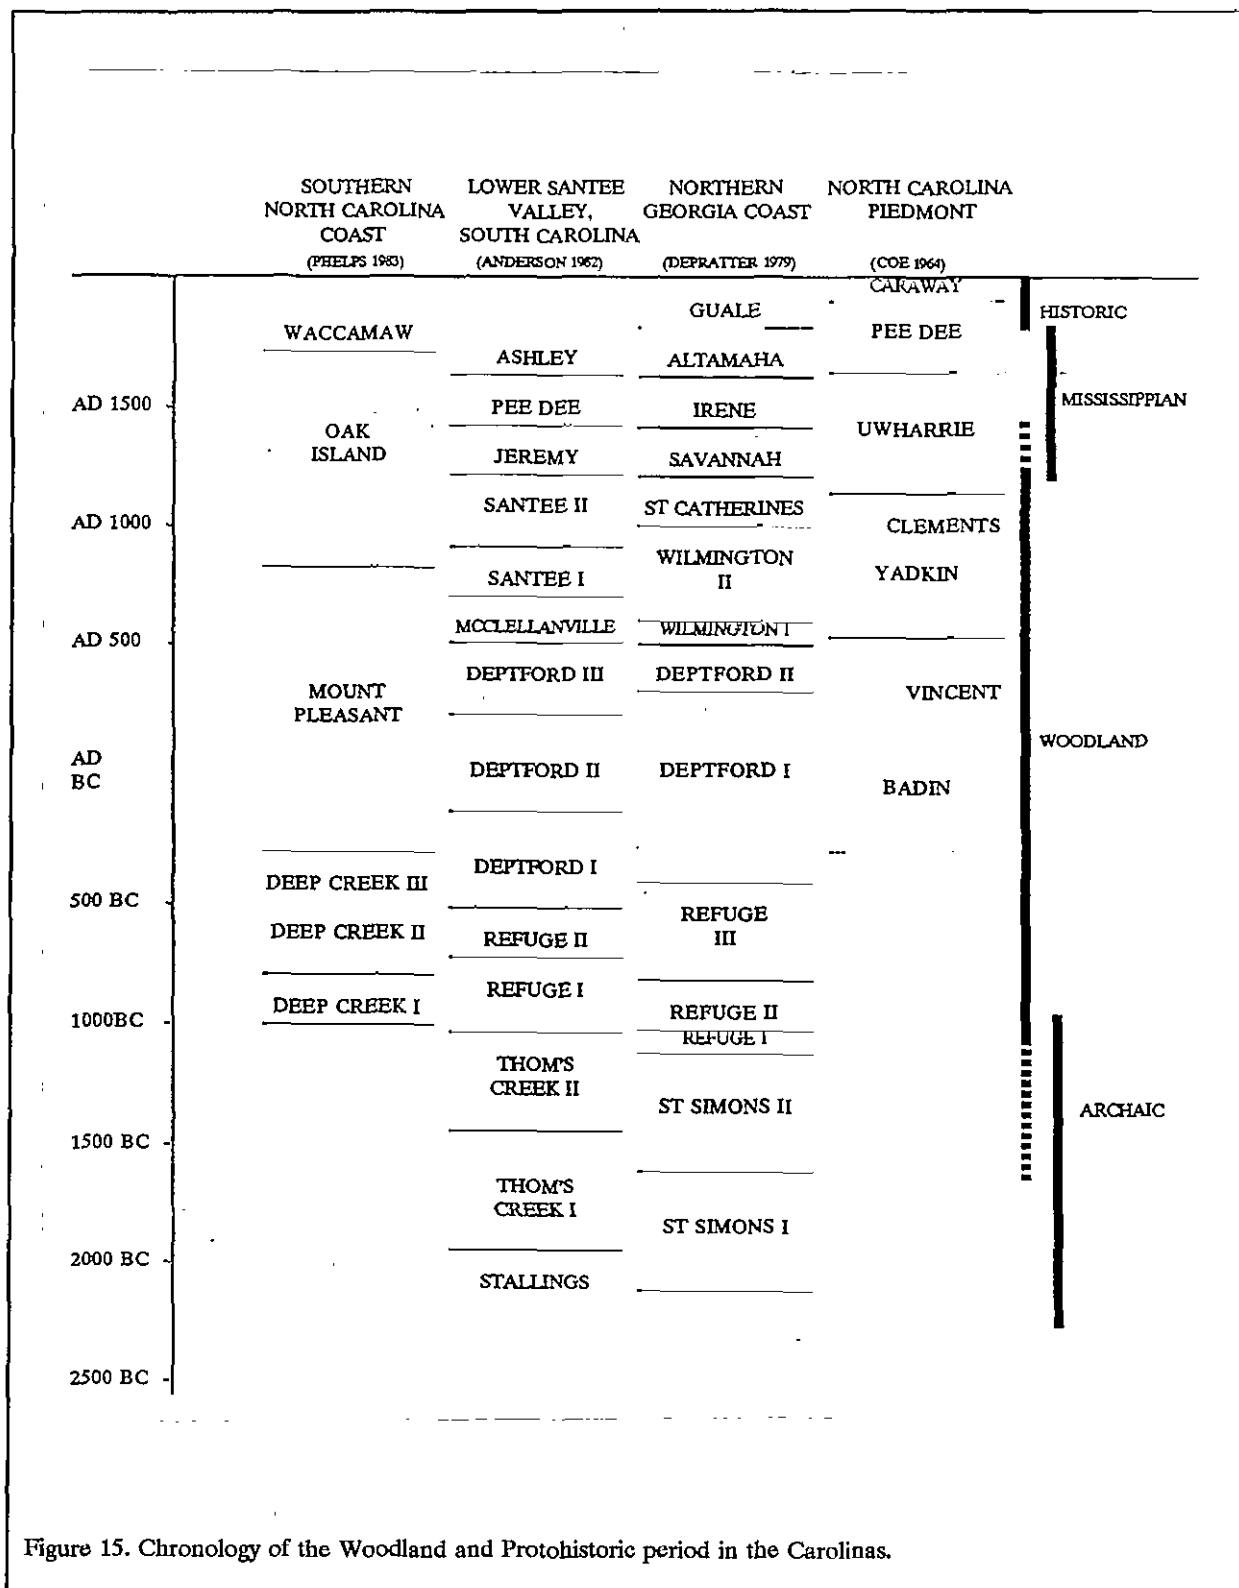 SOUTHERN
NORTH CAROLINA
COAST
(PHELPS 1983)
LOWER SANTEE
VALLEY,
SOUTH CAROLINA
(ANDERSON 1982)
NORTHERN
GEORGIA COAST
(DEPRATTER 1979)
NORTH CAROLINA
PIEDMONT
(COE 1964)
AD 1500
AD 1000
AD 500
AD
BC
500 BC
1000BC
1500 BC
2000 BC
2500 BC
WACCAMAW
OAK
ISLAND
MOUNT
PLEASANT
DEEP CREEK III
DEEP CREEK II
DEEP CREEK I
ASHLEY
PEE DEE
JEREMY
SANTEE II
SANTEE I
MCCLELLANVILLE
DEPTFORD III
DEPTFORD II
DEPTFORD I
REFUGE II
REFUGE I
THOM'S
CREEK II
THOM'S
CREEK I
STALLINGS
GUALE
ALTAMAHA
IRENE
SAVANNAH
ST CATHERINES
WILMINGTON
II
WILMINGTON I
DEPTFORD II
DEPTFORD I
REFUGE
III
REFUGE II
REFUGE I
ST SIMONS II
ST SIMONS I
CARAWAY
PEE DEE
UWHARRIE
CLEMENTS
YADKIN
VINCENT
BADIN
HISTORIC
MISSISSIPPIAN
WOODLAND
ARCHAIC
Figure 15. Chronology of the Woodland and Protohistoric period in the Carolinas.